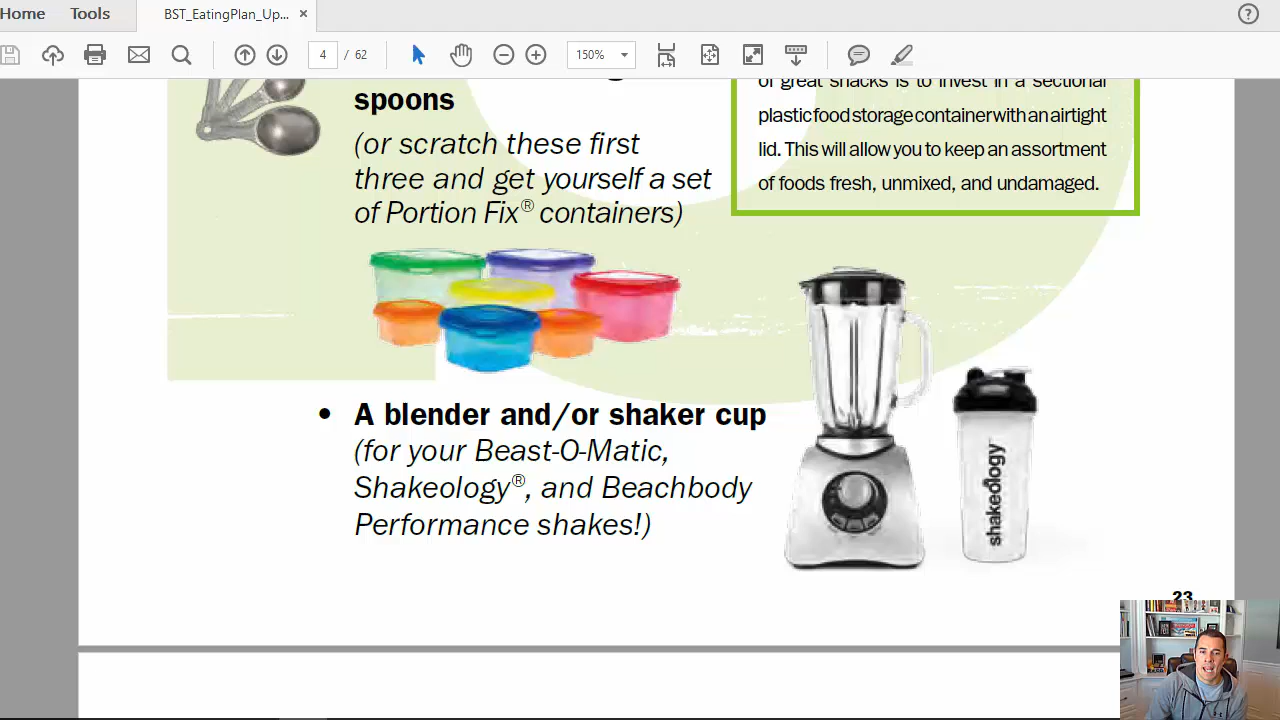 Home Tools BST_EatingPlan_Up... ×
4 / 62 150%
spoons
(or scratch these first
three and get yourself a set
of Portion Fix® containers)
of great snacks is to invest in a sectional
plastic food storage container with an airtight
lid. This will allow you to keep an assortment
of foods fresh, unmixed, and undamaged.
• A blender and/or shaker cup
(for your Beast-O-Matic,
Shakeology®, and Beachbody
Performance shakes!)
shakeology
23